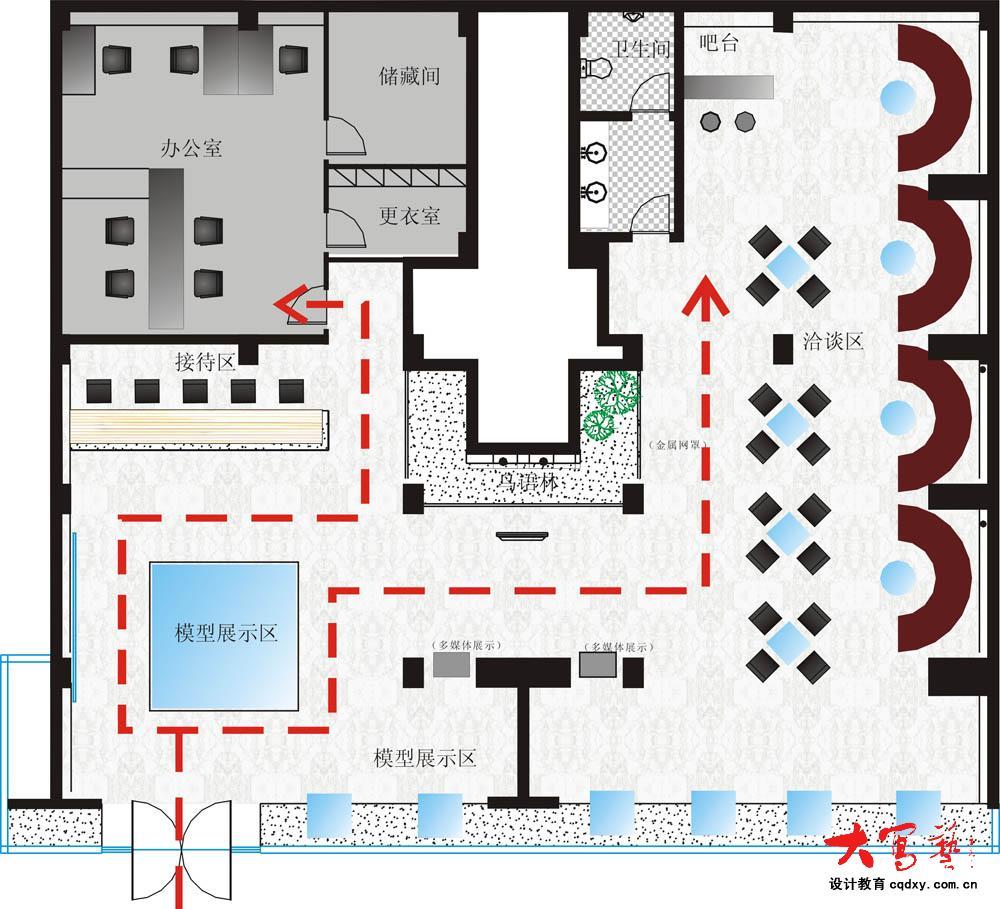 卫生间
吧台
储藏间
办公室
更衣室
接待区
洽谈区
（金属网罩）
鸟语林
模型展示区
（多媒体展示）
（多媒体展示）
模型展示区
大写藝
设计教育 cqdxy.com.cn